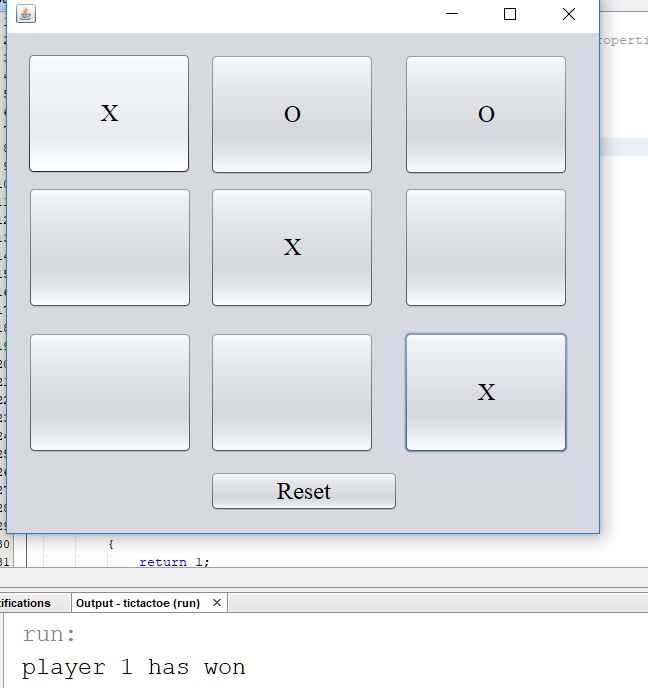 operti
X
O
O
X
X
Reset
30
{
31
return 1;
tifications
Output - tictactoe (run)
run:
player 1 has won